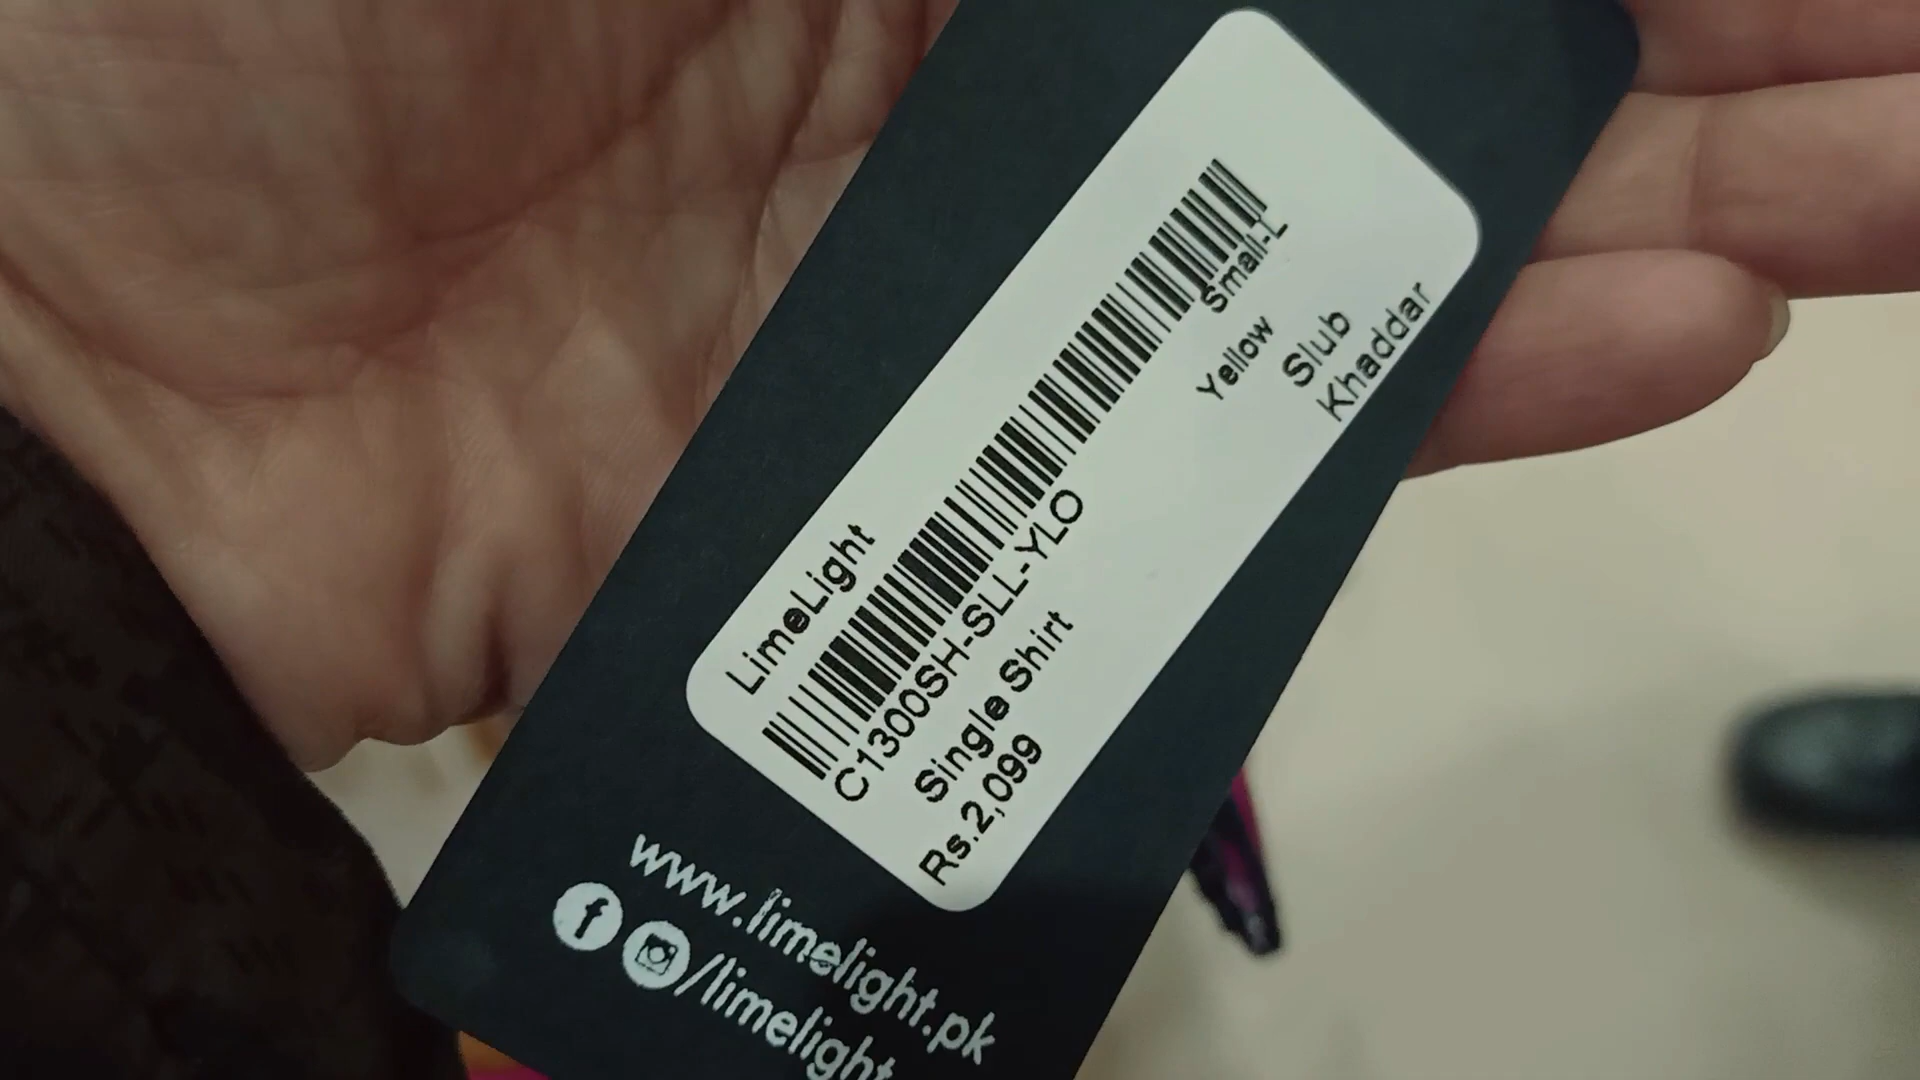 LimeLight
C1300SH-SLL-YLO
Small-L
Single Shirt
Yellow
Rs.2,099
Slub
Khaddar
www.limelight.pk
/limelight